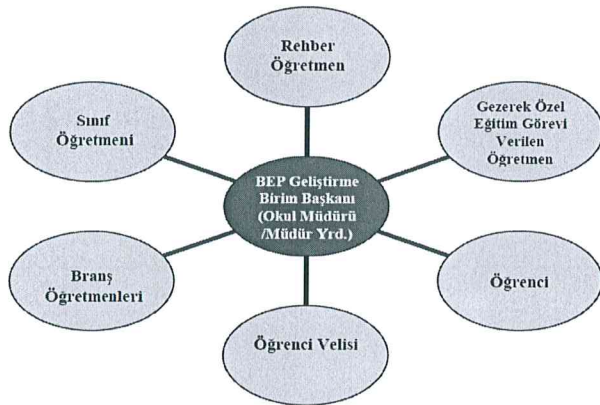 Rehber
Öğretmen
Sınıf
Öğretmeni
Gezerek Özel
Eğitim Görevi
Verilen
Öğretmen
BEP Geliştirme
Birim Başkanı
(Okul Müdürü
/Müdür Yrd.)
Branş
Öğretmenleri
Öğrenci
Öğrenci Velisi